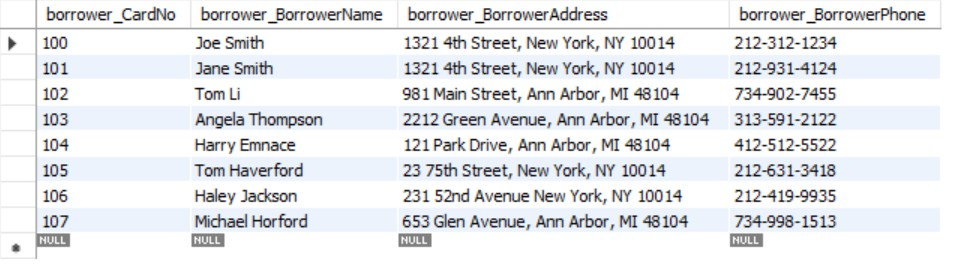 borrower_CardNo borrower_BorrowerName borrower_BorrowerAddress borrower_BorrowerPhone
100 Joe Smith 1321 4th Street, New York, NY 10014 212-312-1234
101 Jane Smith 1321 4th Street, New York, NY 10014 212-931-4124
102 Tom Li 981 Main Street, Ann Arbor, MI 48104 734-902-7455
103 Angela Thompson 2212 Green Avenue, Ann Arbor, MI 48104 313-591-2122
104 Harry Emnace 121 Park Drive, Ann Arbor, MI 48104 412-512-5522
105 Tom Haverford 23 75th Street, New York, NY 10014 212-631-3418
106 Haley Jackson 231 52nd Avenue New York, NY 10014 212-419-9935
107 Michael Horford 653 Glen Avenue, Ann Arbor, MI 48104 734-998-1513
NULL NULL NULL NULL